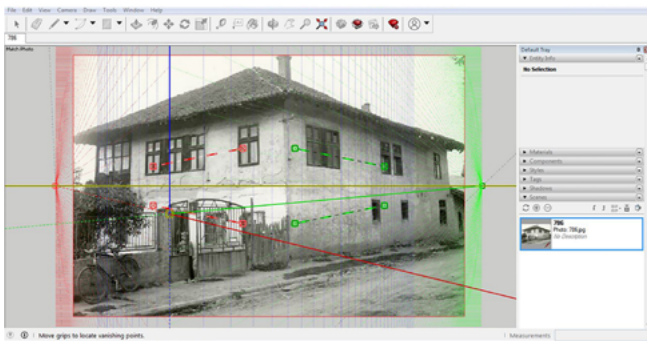 File Edit View Camera Draw Tools Window Help
786
Match Photo
Default Tray
Entity Info
No Selection
Materials
Components
Styles
Tags
Shadows
Scenes
786
Photo: 786.jpg
No Description
Move grips to locate vanishing points.
Measurements